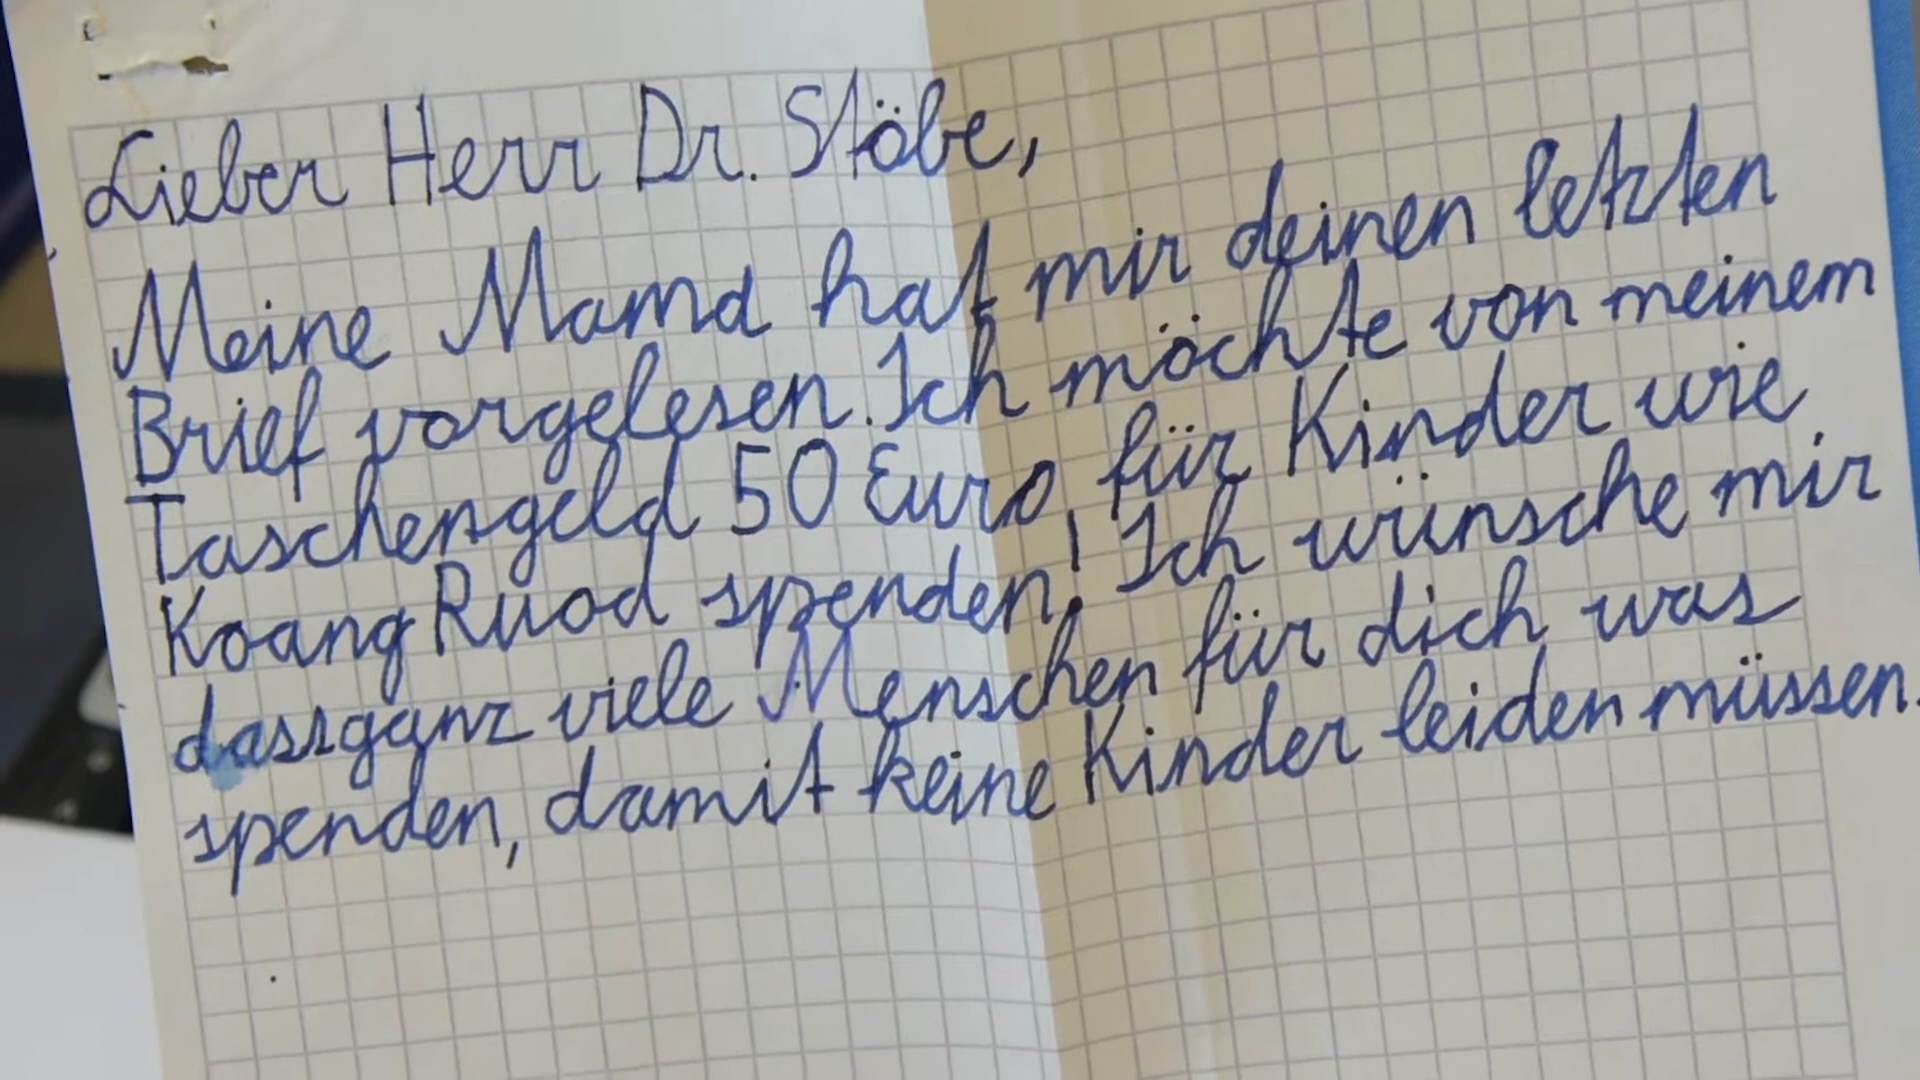 Lieber Herr Dr. Stöbe,
Meine Mama hat mir deinen letzten
Brief vorgelesen. Ich möchte von meinem
Taschengeld 50 Euro, für Kinder wie
Koang Ruod spenden! Ich wünsche mir
dass ganz viele Menschen für dich was
spenden, damit keine Kinder leiden müssen.